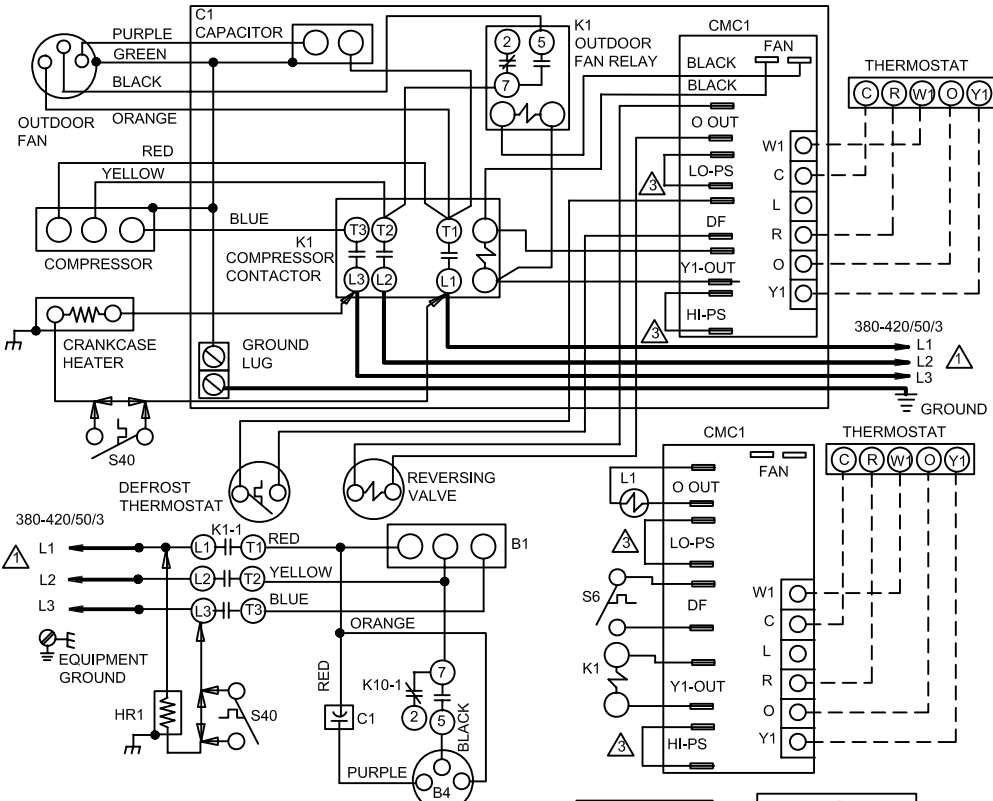 C1
CAPACITOR
PURPLE
GREEN
BLACK
ORANGE
OUTDOOR
FAN
2
5
7
K1
OUTDOOR
FAN RELAY
CMC1
FAN
BLACK
BLACK
O OUT
LO-PS
3
DF
Y1-OUT
HI-PS
3
W1
C
L
R
O
Y1
THERMOSTAT
C R W1 O Y1
RED
YELLOW
BLUE
COMPRESSOR
K1
COMPRESSOR
CONTACTOR
T3 T2 T1
L3 L2 L1
CRANKCASE
HEATER
GROUND
LUG
S40
380-420/50/3
L1
L2
L3
1
GROUND
DEFROST
THERMOSTAT
REVERSING
VALVE
380-420/50/3
1
L1
L2
L3
K1-1
L1 T1
L2 T2
L3 T3
RED
YELLOW
BLUE
B1
EQUIPMENT
GROUND
HR1
S40
ORANGE
RED
C1
K10-1
7
2
5
BLACK
PURPLE
B4
CMC1
FAN
L1
O OUT
3
LO-PS
S6
DF
K1
Y1-OUT
3
HI-PS
W1
C
L
R
O
Y1
THERMOSTAT
C R W1 O Y1